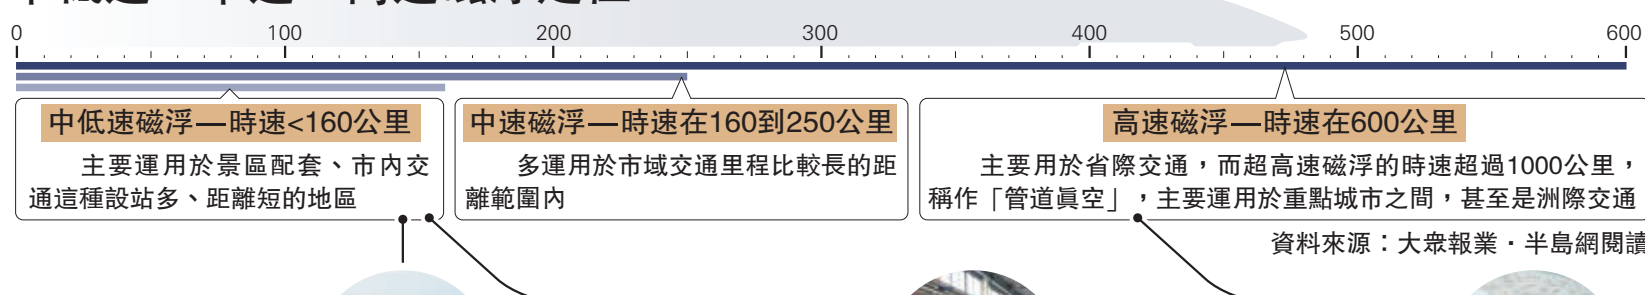 0 100 200 300 400 500 600
中低速磁浮—時速<160公里
主要運用於景區配套、市內交
通這種設站多、距離短的地區
中速磁浮—時速在160到250公里
多運用於市域交通里程比較長的距
離範圍內
高速磁浮—時速在600公里
主要用於省際交通，而超高速磁浮的時速超過1000公里，
稱作「管道眞空」，主要運用於重點城市之間，甚至是洲際交通
資料來源：大衆報業·半島網閱讀